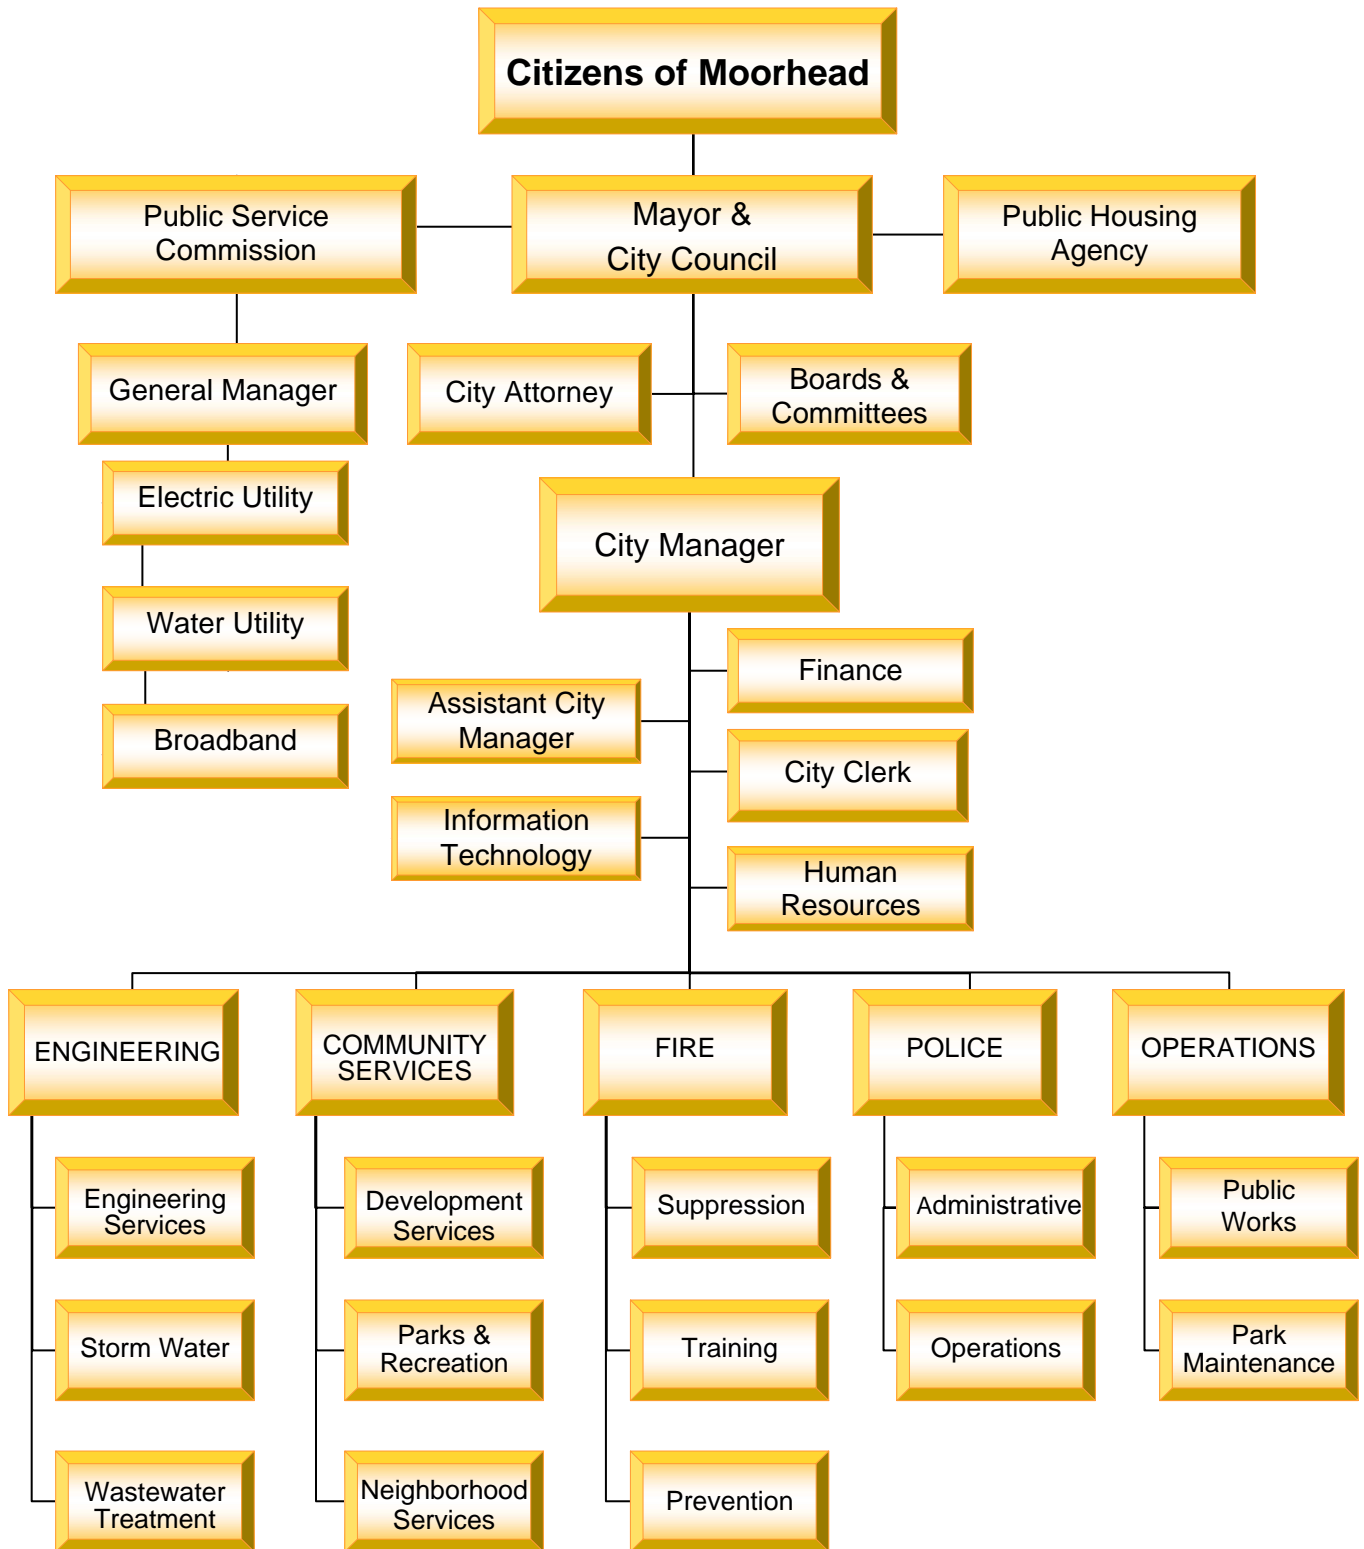 Citizens of Moorhead
Public Service
Commission
Mayor &
City Council
Public Housing
Agency
General Manager
City Attorney
Boards &
Committees
Electric Utility
City Manager
Water Utility
Finance
Assistant City
Manager
Broadband
City Clerk
Information
Technology
Human
Resources
ENGINEERING
COMMUNITY
SERVICES
FIRE
POLICE
OPERATIONS
Engineering
Services
Development
Services
Suppression
Administrative
Public
Works
Storm Water
Parks &
Recreation
Training
Operations
Park
Maintenance
Wastewater
Treatment
Neighborhood
Services
Prevention